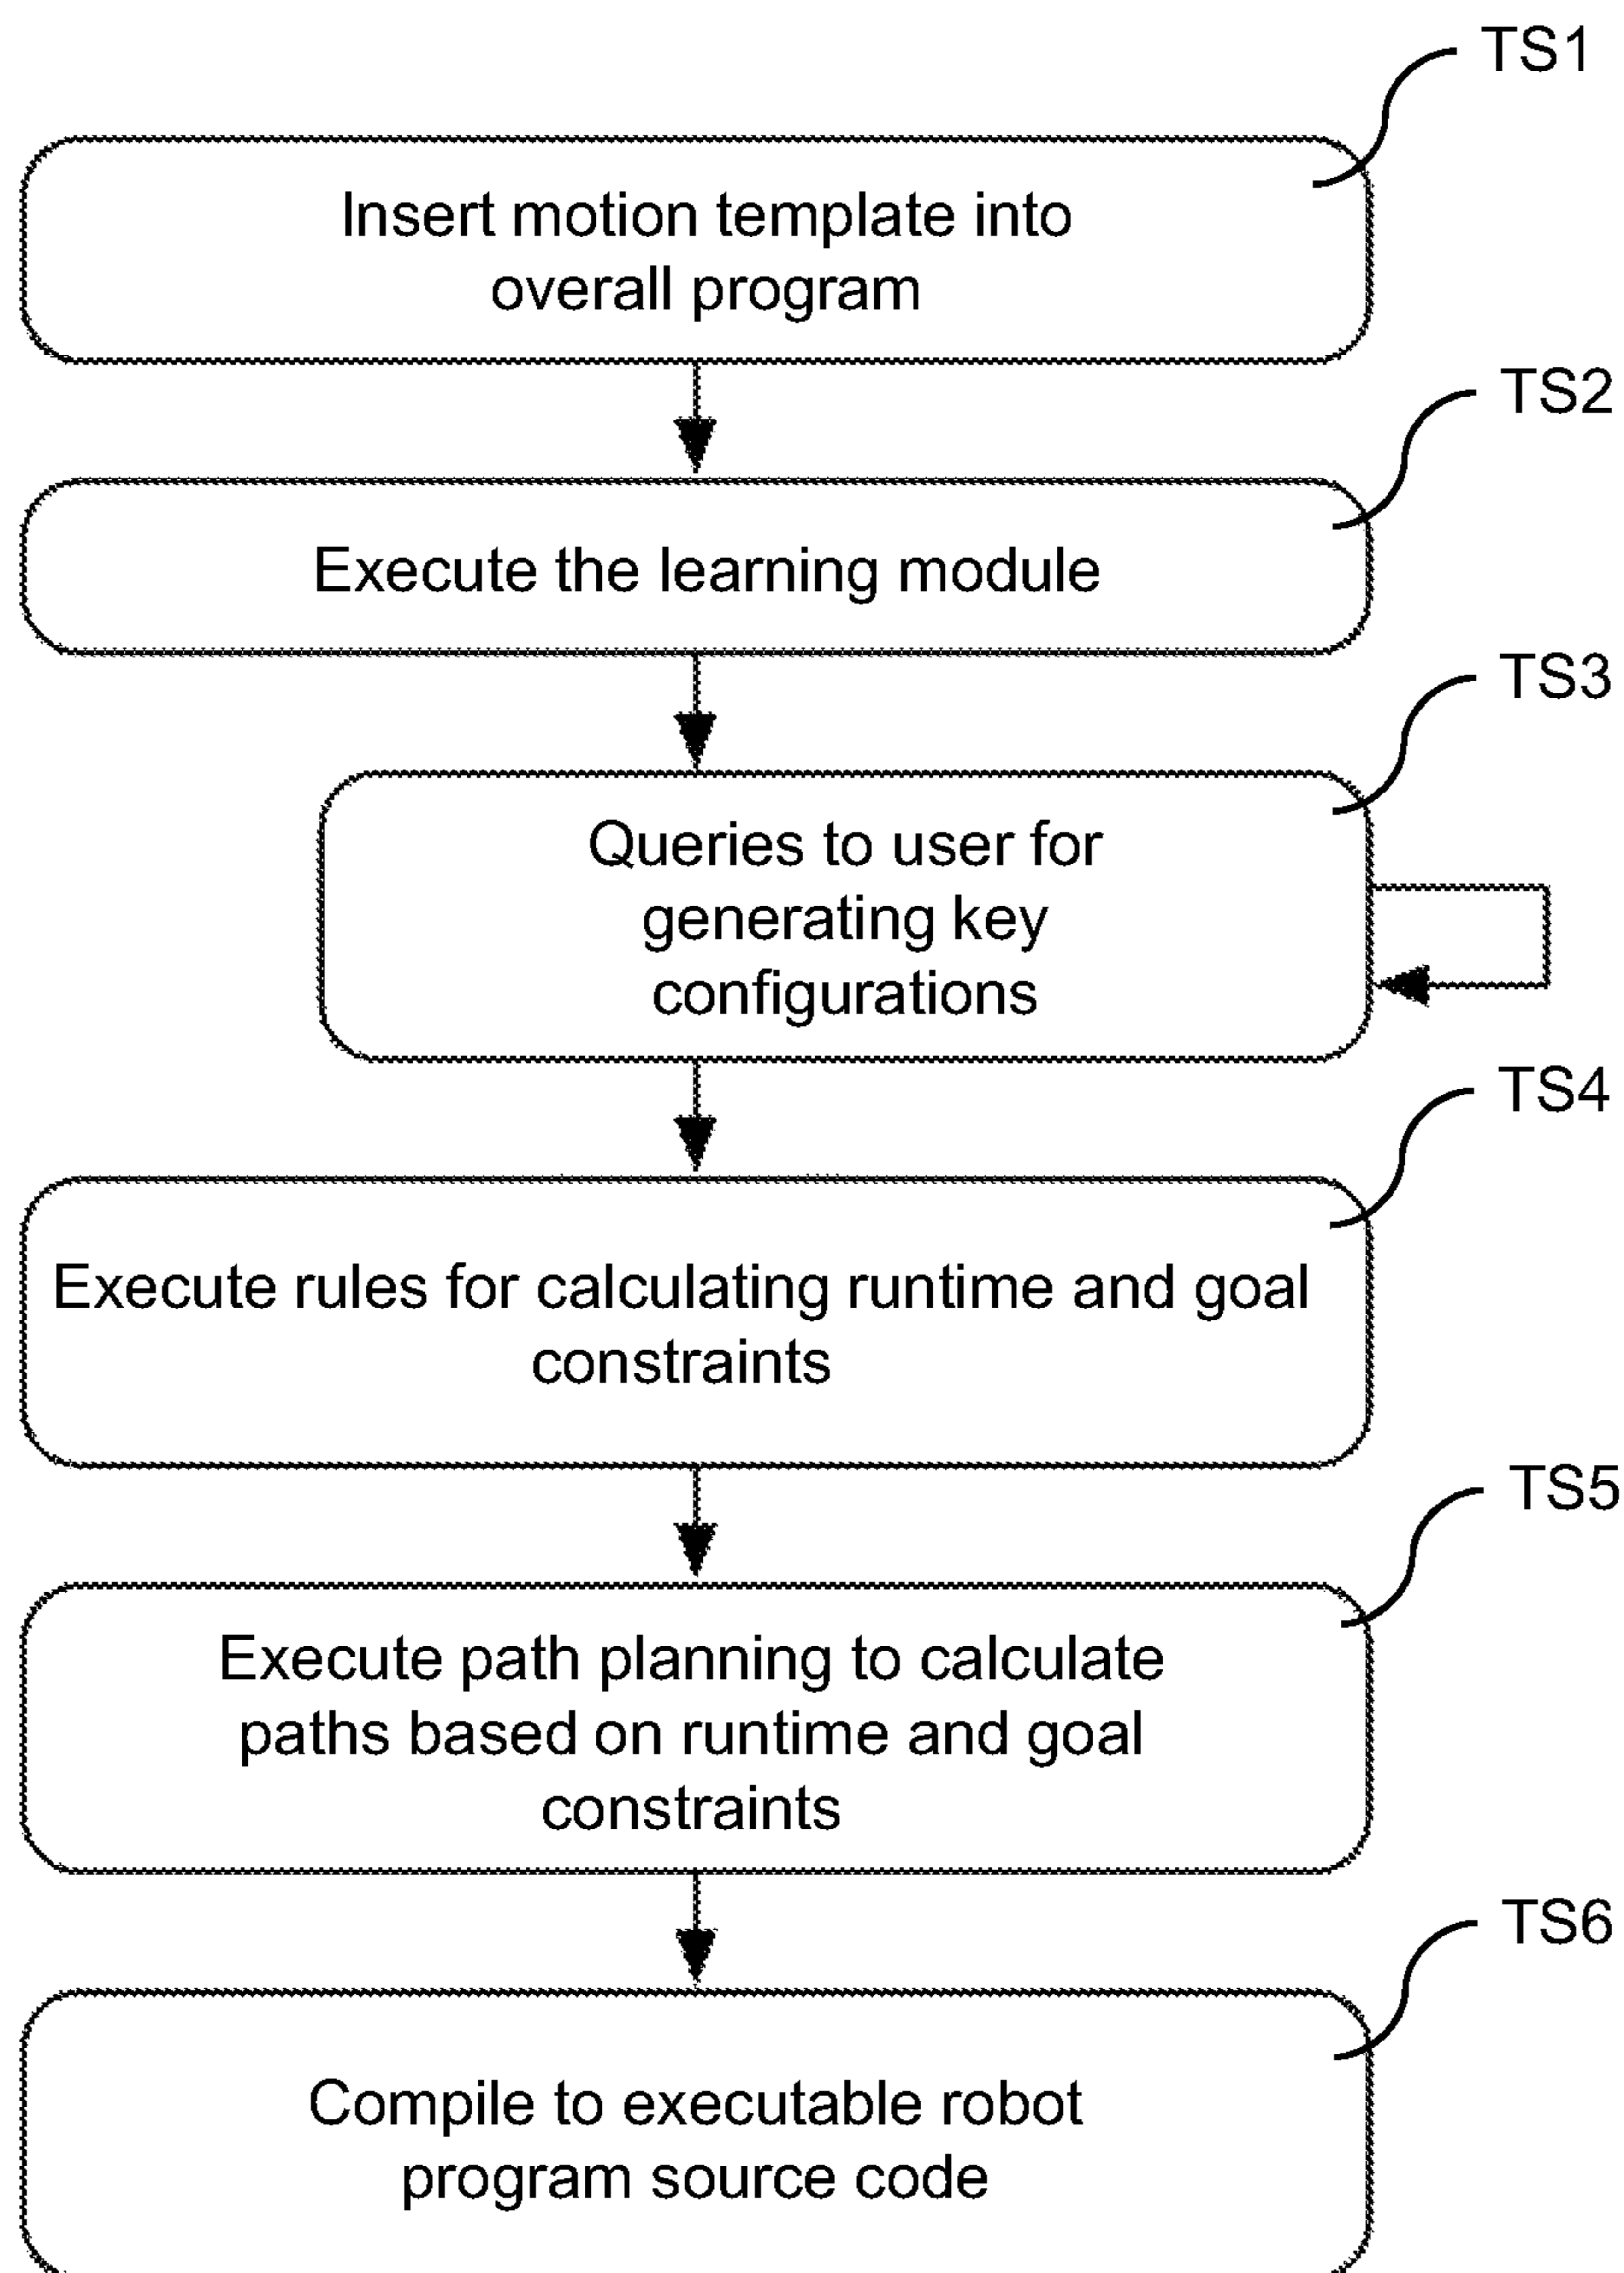 TS1
Insert motion template into
overall program
TS2
Execute the learning module
TS3
Queries to user for
generating key
configurations
TS4
Execute rules for calculating runtime and goal
constraints
TS5
Execute path planning to calculate
paths based on runtime and goal
constraints
TS6
Compile to executable robot
program source code